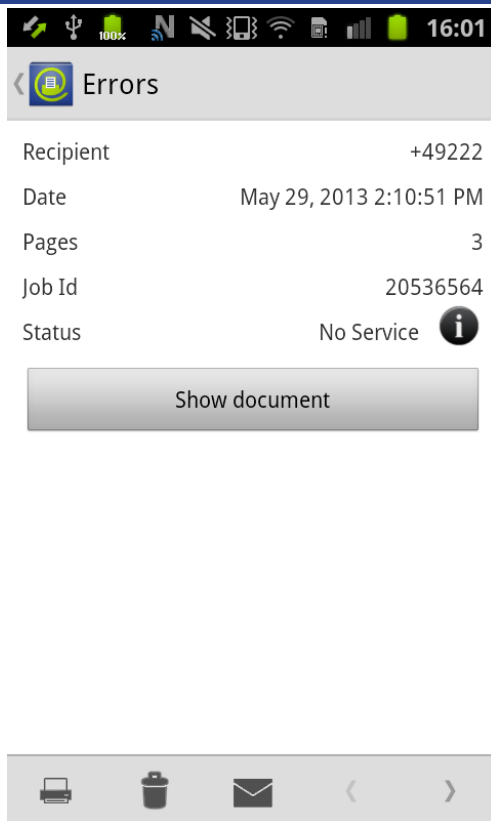 100% N 16:01
Errors
Recipient +49222
Date May 29, 2013 2:10:51 PM
Pages 3
Job Id 20536564
Status No Service i
Show document